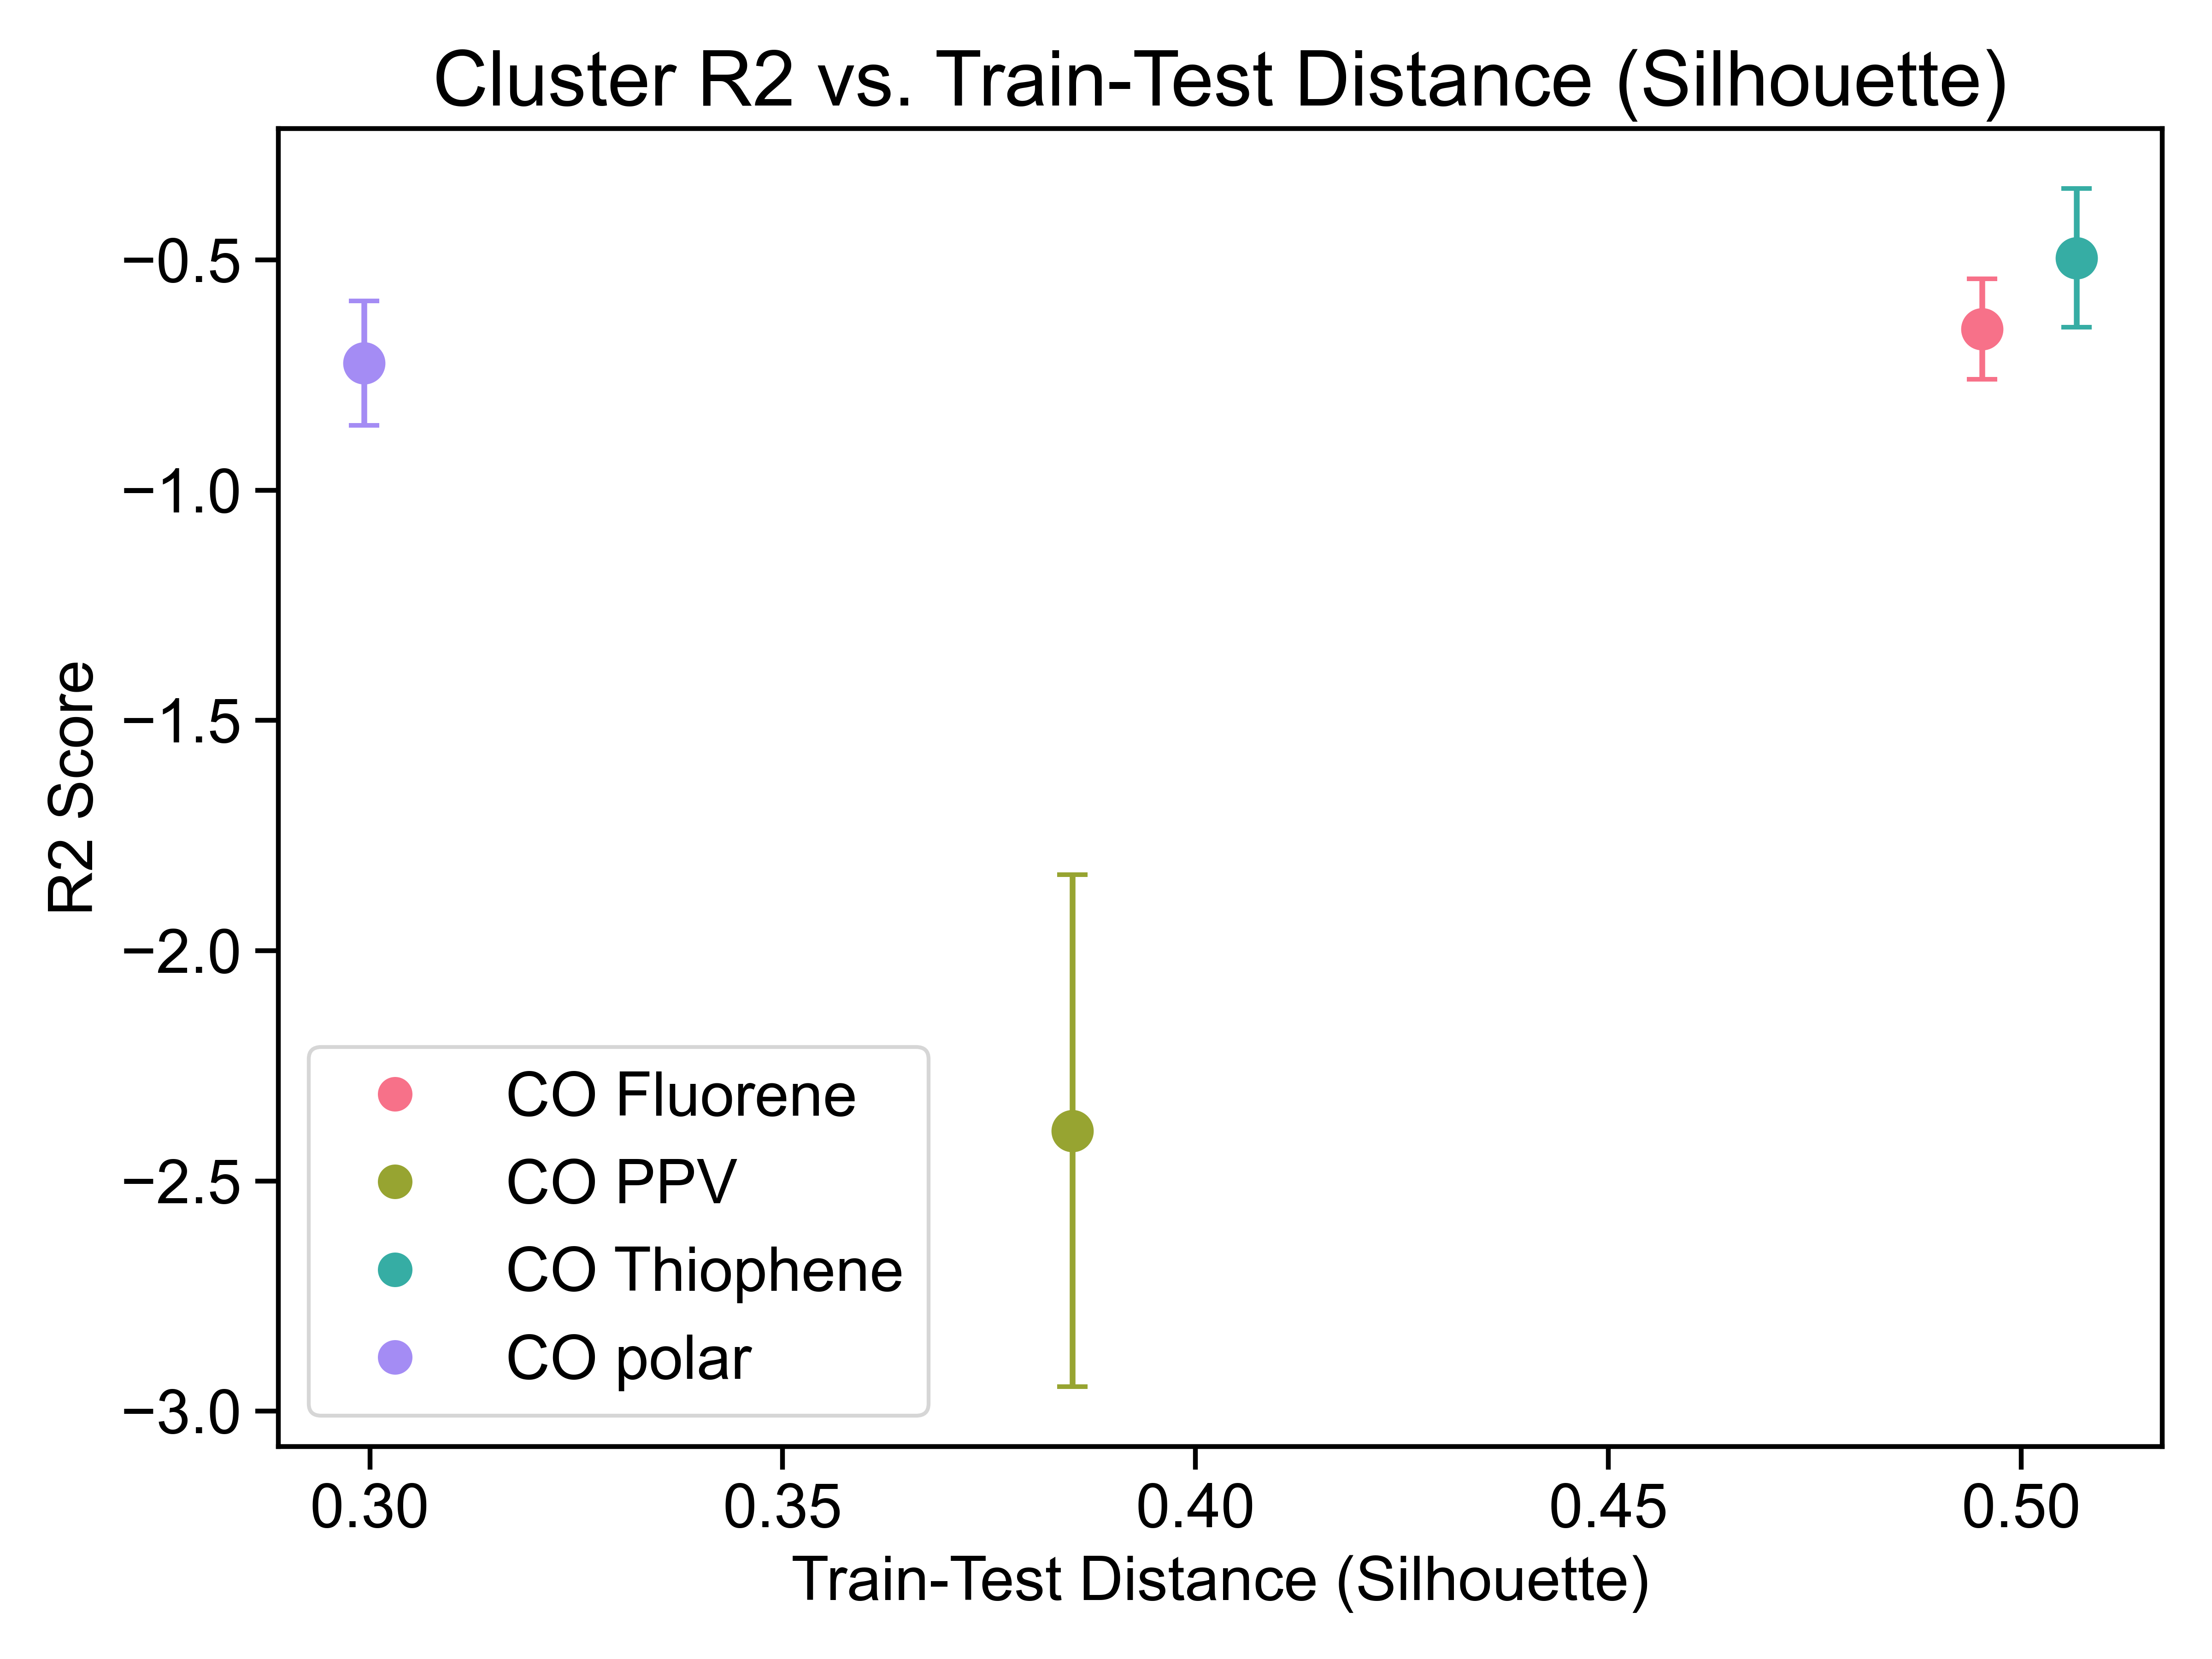 Cluster R2 vs. Train-Test Distance (Silhouette)
R2 Score
−0.5
−1.0
−1.5
−2.0
−2.5
−3.0
CO Fluorene
CO PPV
CO Thiophene
CO polar
0.30 0.35 0.40 0.45 0.50
Train-Test Distance (Silhouette)